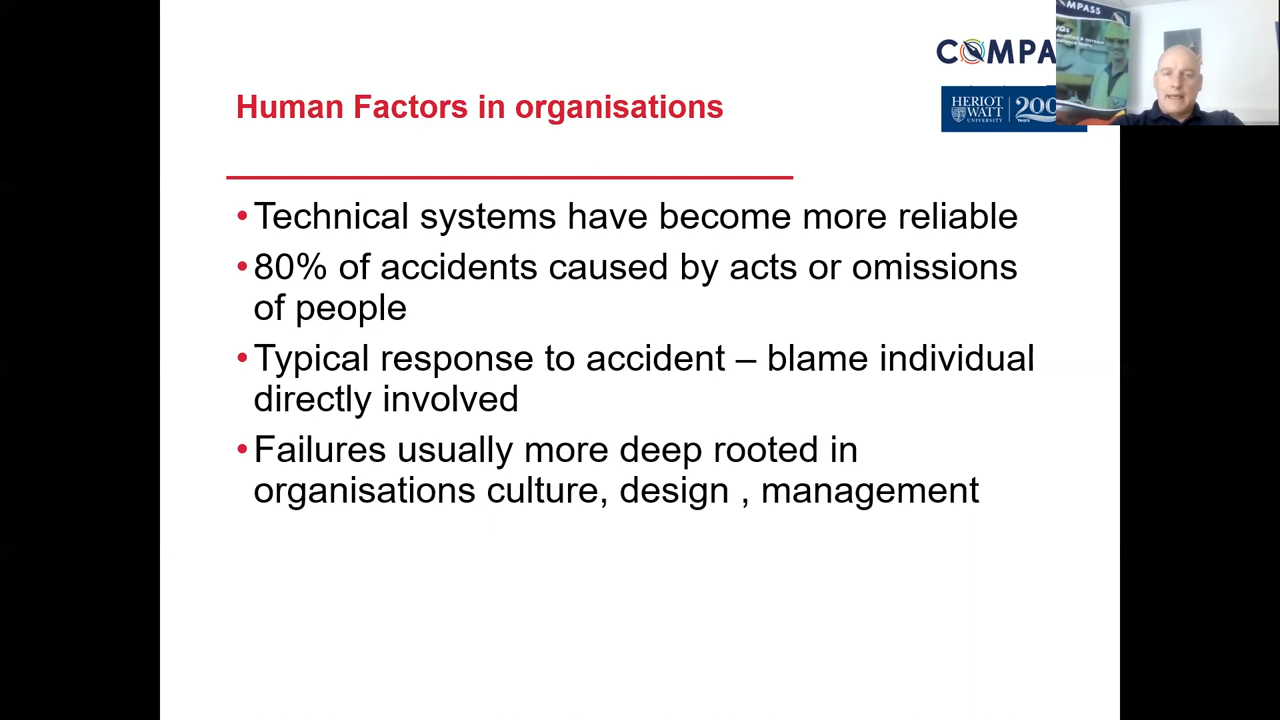 COMPA
Human Factors in organisations
HERIOT
WATT
UNIVERSITY
200
YEARS
MPASS
• Technical systems have become more reliable
• 80% of accidents caused by acts or omissions
of people
• Typical response to accident – blame individual
directly involved
• Failures usually more deep rooted in
organisations culture, design , management